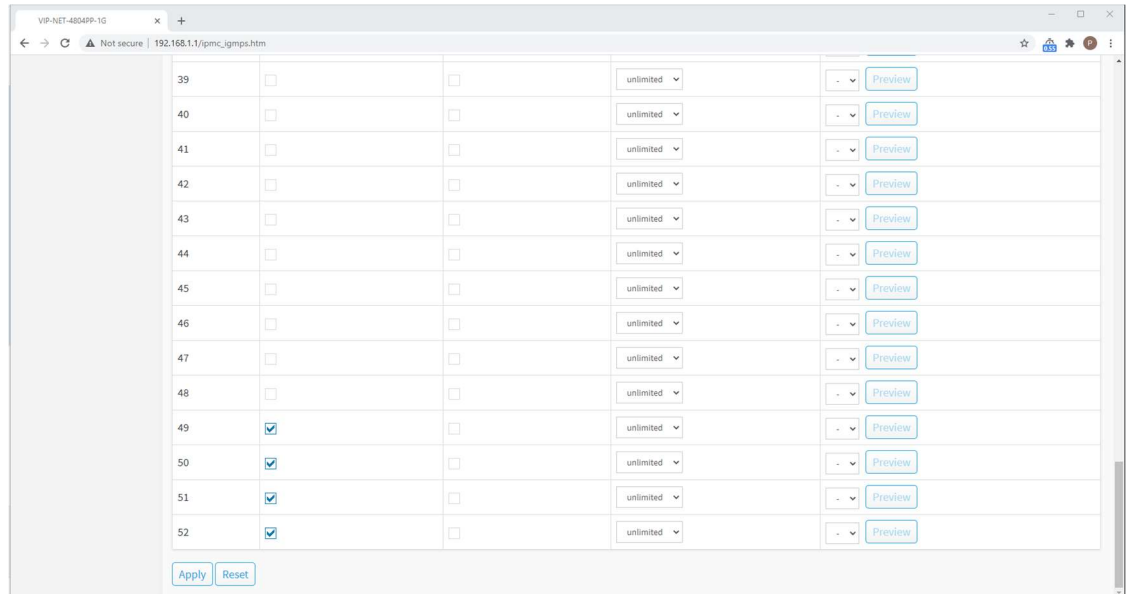 VIP-NET-4804PP-1G
Not secure | 192.168.1.1/ipmc_igmps.htm
0.55 P
39 unlimited - Preview
40 unlimited - Preview
41 unlimited - Preview
42 unlimited - Preview
43 unlimited - Preview
44 unlimited - Preview
45 unlimited - Preview
46 unlimited - Preview
47 unlimited - Preview
48 unlimited - Preview
49 unlimited - Preview
50 unlimited - Preview
51 unlimited - Preview
52 unlimited - Preview
Apply Reset